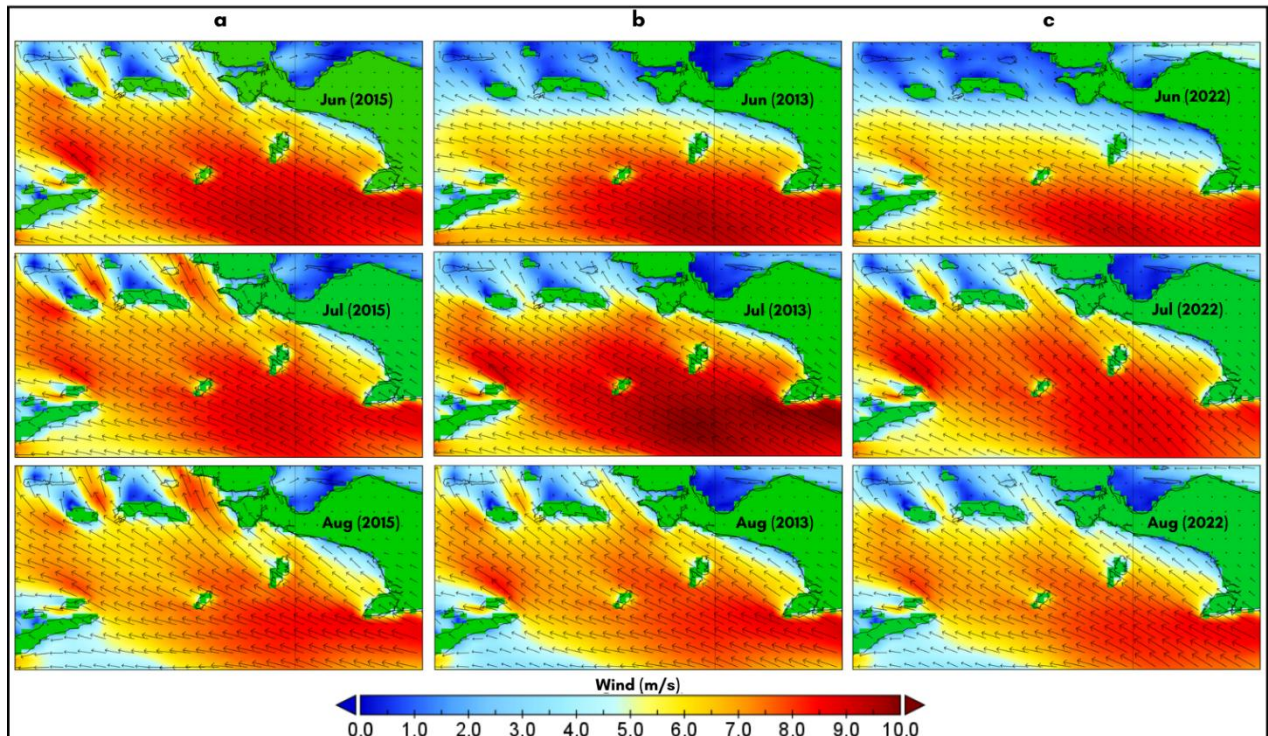 a b c
Jun (2015) Jun (2013) Jun (2022)
Jul (2015) Jul (2013) Jul (2022)
Aug (2015) Aug (2013) Aug (2022)
Wind (m/s)
0.0 1.0 2.0 3.0 4.0 5.0 6.0 7.0 8.0 9.0 10.0